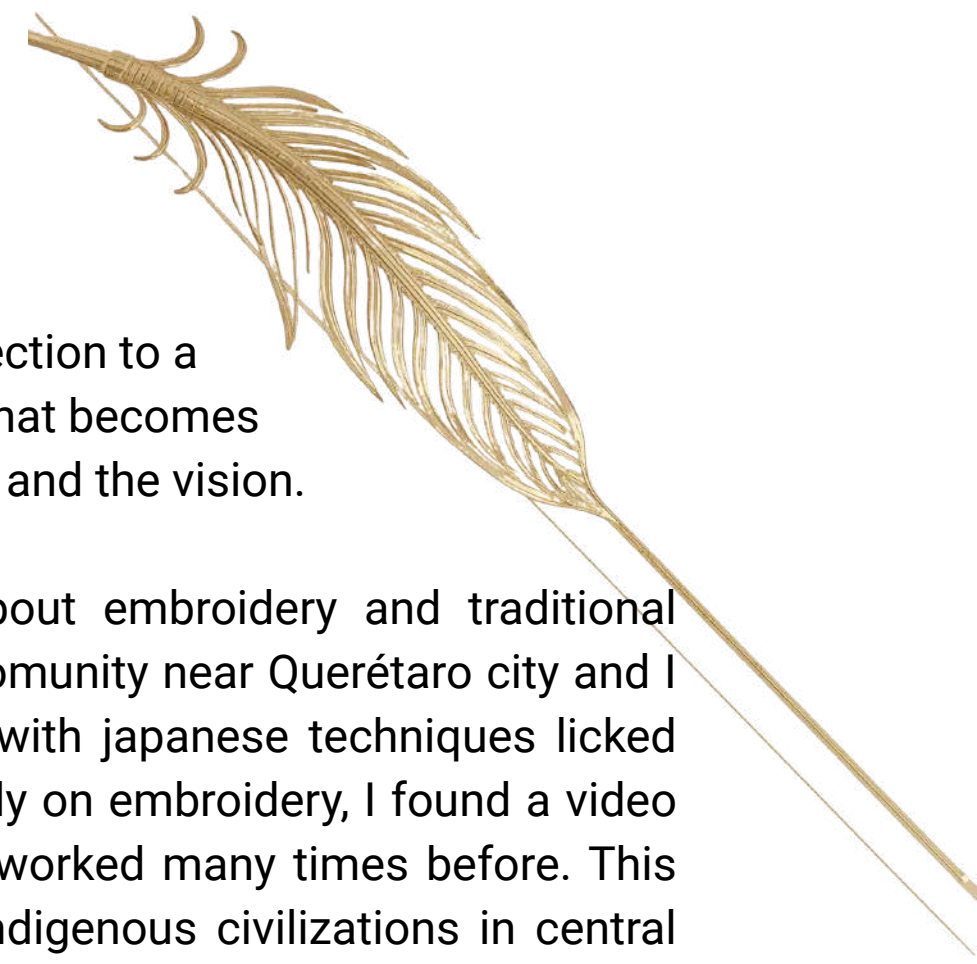 ection to a
hat becomes
and the vision.
bout embroidery and traditional
omunity near Querétaro city and I
with japanese techniques licked
ly on embroidery, I found a video
worked many times before. This
ndigenous civilizations in central